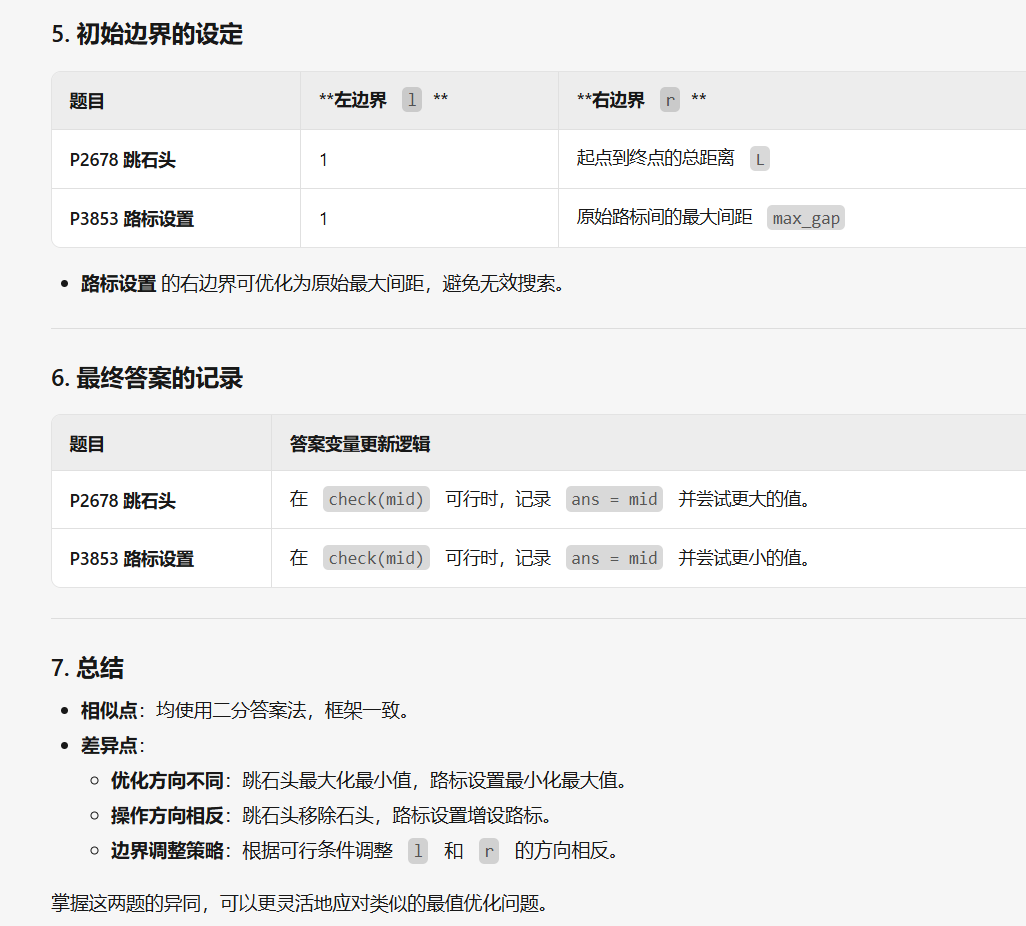 5. 初始边界的设定
题目 **左边界 l ** **右边界 r **
P2678 跳石头 1 起点到终点的总距离 L
P3853 路标设置 1 原始路标间的最大间距 max_gap
• 路标设置 的右边界可优化为原始最大间距，避免无效搜索。
6. 最终答案的记录
题目 答案变量更新逻辑
P2678 跳石头 在 check(mid) 可行时，记录 ans = mid 并尝试更大的值。
P3853 路标设置 在 check(mid) 可行时，记录 ans = mid 并尝试更小的值。
7. 总结
• 相似点：均使用二分答案法，框架一致。
• 差异点：
○ 优化方向不同：跳石头最大化最小值，路标设置最小化最大值。
○ 操作方向相反：跳石头移除石头，路标设置增设路标。
○ 边界调整策略：根据可行条件调整 l 和 r 的方向相反。
掌握这两题的异同，可以更灵活地应对类似的最值优化问题。